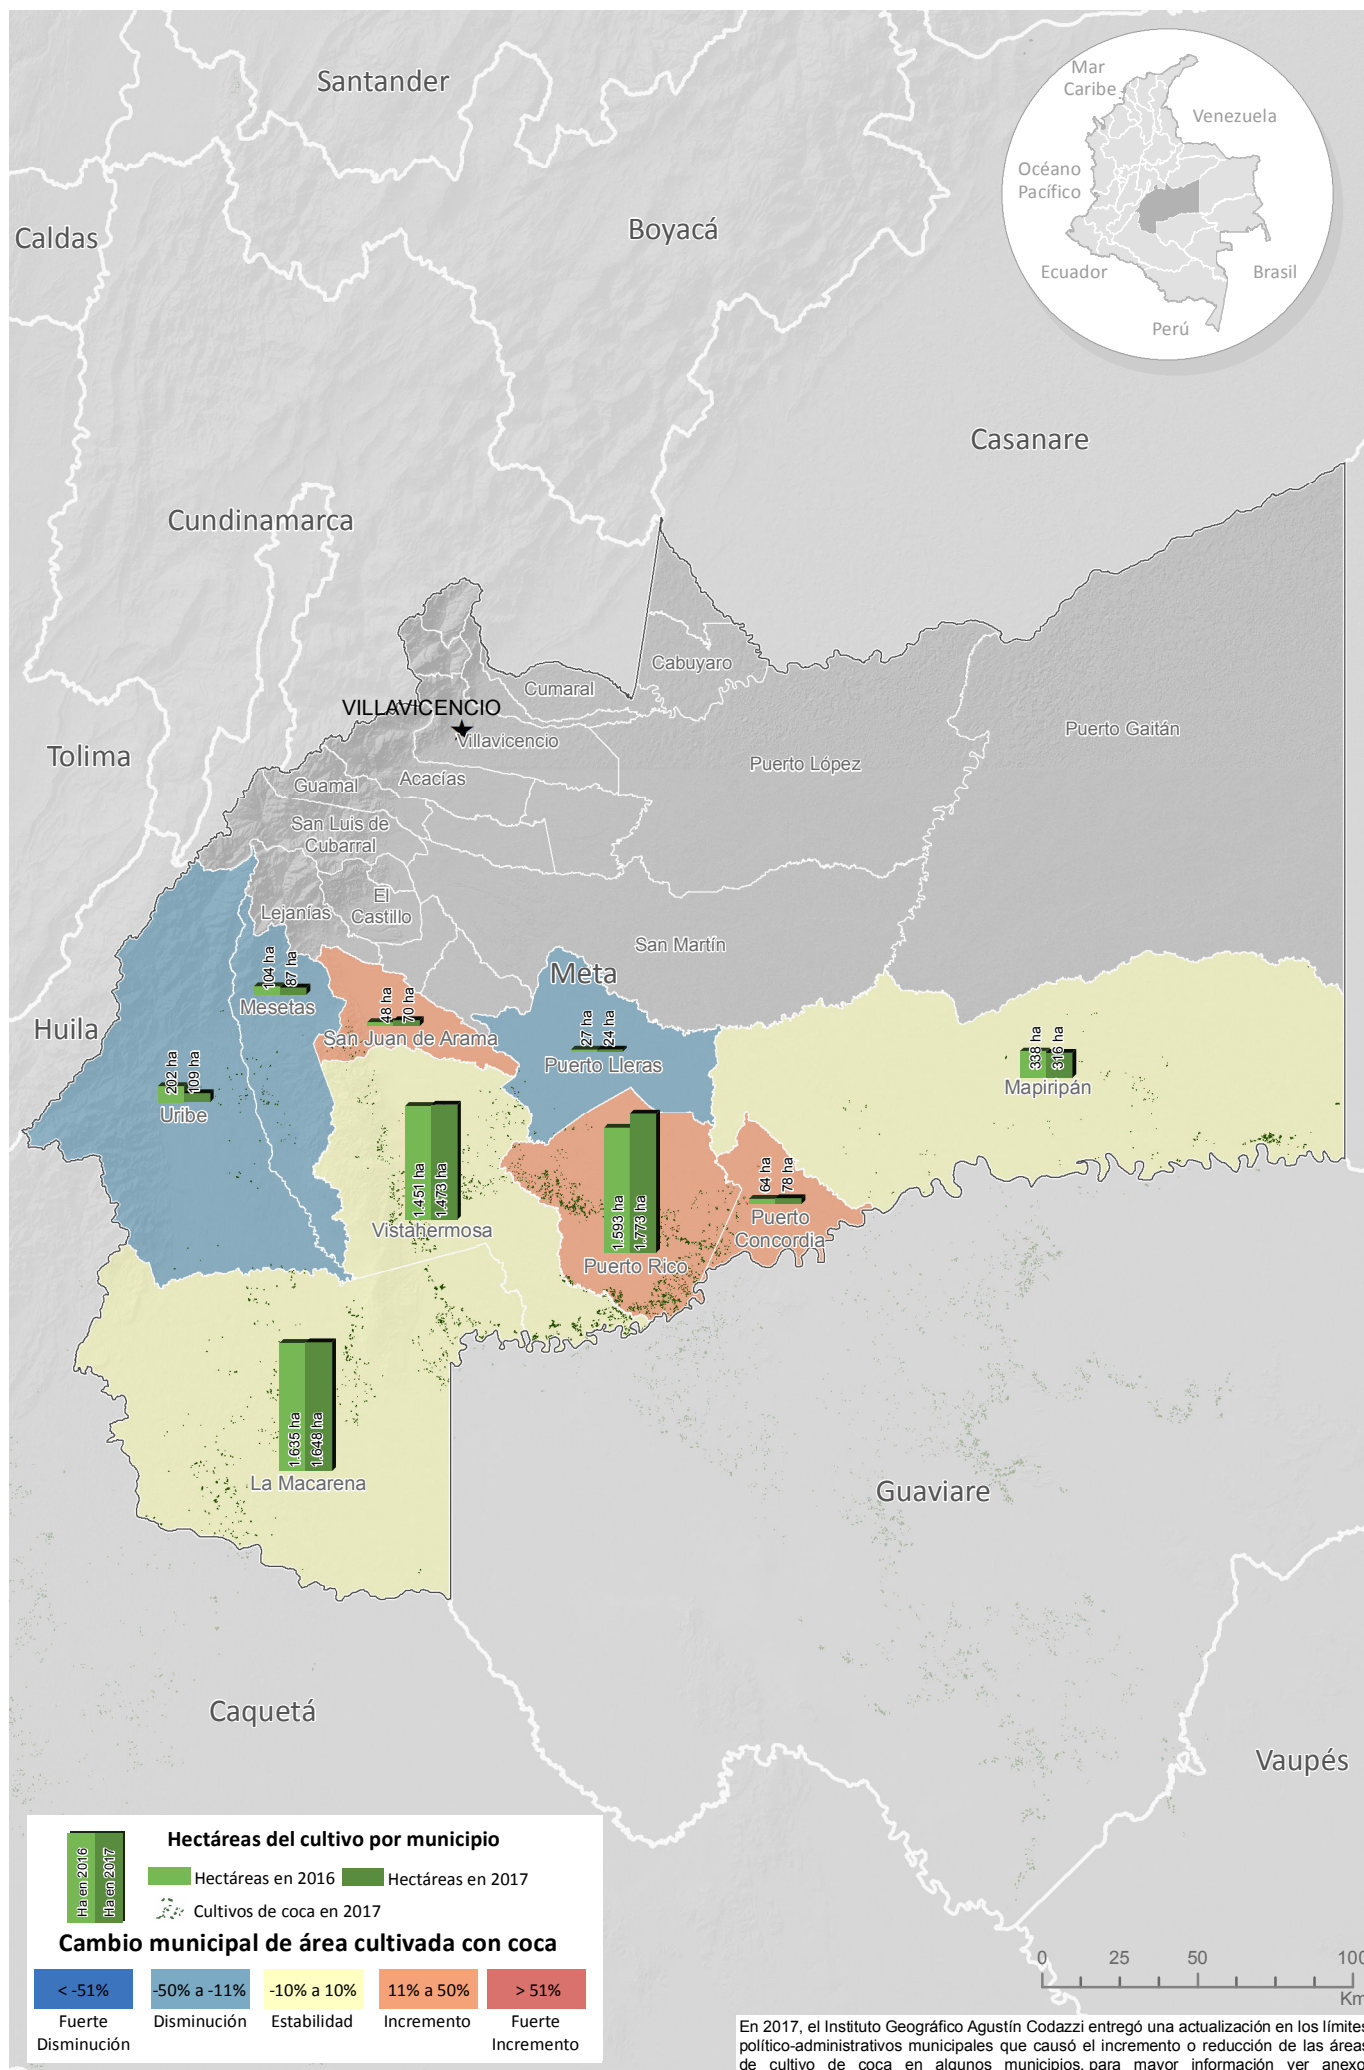 Santander
Mar
Caribe
Venezuela
Océano
Pacífico
Ecuador
Brasil
Perú
Caldas
Boyacá
Casanare
Cundinamarca
Cabuyaro
Cumaral
VILLAVICENCIO
Villavicencio
Puerto Gaitán
Tolima
Puerto López
Acacías
Guamal
San Luis de
Cubarral
El
Castillo
Lejanías
San Martín
Meta
104 ha
87 ha
Mesetas
48 ha
70 ha
San Juan de Arama
27 ha
24 ha
Puerto Lleras
338 ha
316 ha
Mapiripán
Huila
202 ha
109 ha
Uribe
1.451 ha
1.473 ha
Vistahermosa
1.593 ha
1.773 ha
Puerto Rico
64 ha
78 ha
Puerto
Concordia
1.635 ha
1.648 ha
La Macarena
Guaviare
Caquetá
Vaupés
Hectáreas del cultivo por municipio
Ha en 2016
Ha en 2017
Hectáreas en 2016
Hectáreas en 2017
Cultivos de coca en 2017
Cambio municipal de área cultivada con coca
< -51%
-50% a -11%
-10% a 10%
11% a 50%
> 51%
Fuerte
Disminución
Disminución
Estabilidad
Incremento
Fuerte
Incremento
0 25 50 100
Km
En 2017, el Instituto Geográfico Agustín Codazzi entregó una actualización en los límites
político-administrativos municipales que causó el incremento o reducción de las áreas
de cultivo de coca en algunos municipios, para mayor información ver anexo